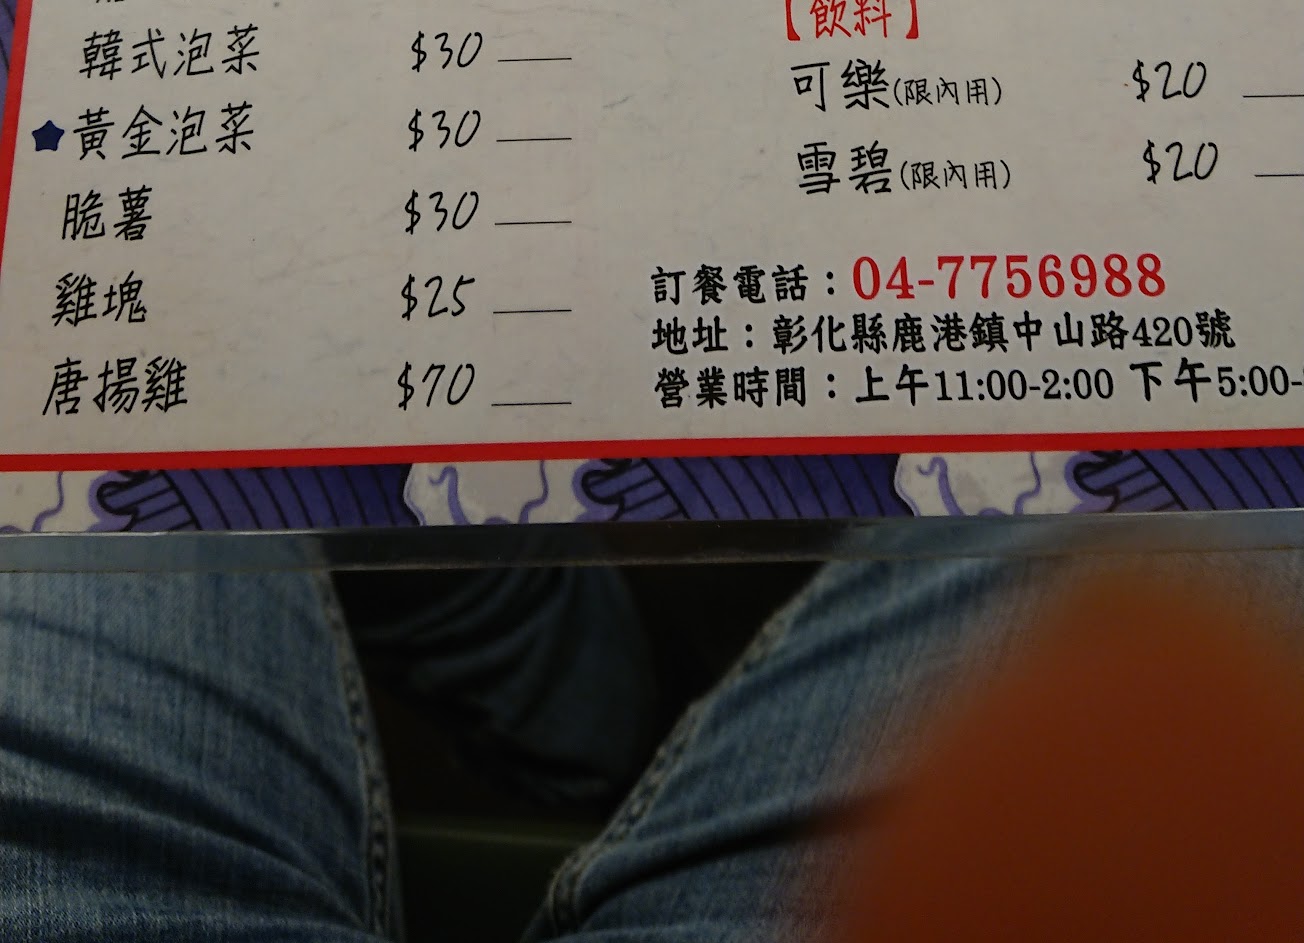 韓式泡菜 $30
★黃金泡菜 $30
脆薯 $30
雞塊 $25
唐揚雞 $70
【飲料】
可樂(限內用) $20
雪碧(限內用) $20
訂餐電話：04-7756988
地址：彰化縣鹿港鎮中山路420號
營業時間：上午11:00-2:00 下午5:00-